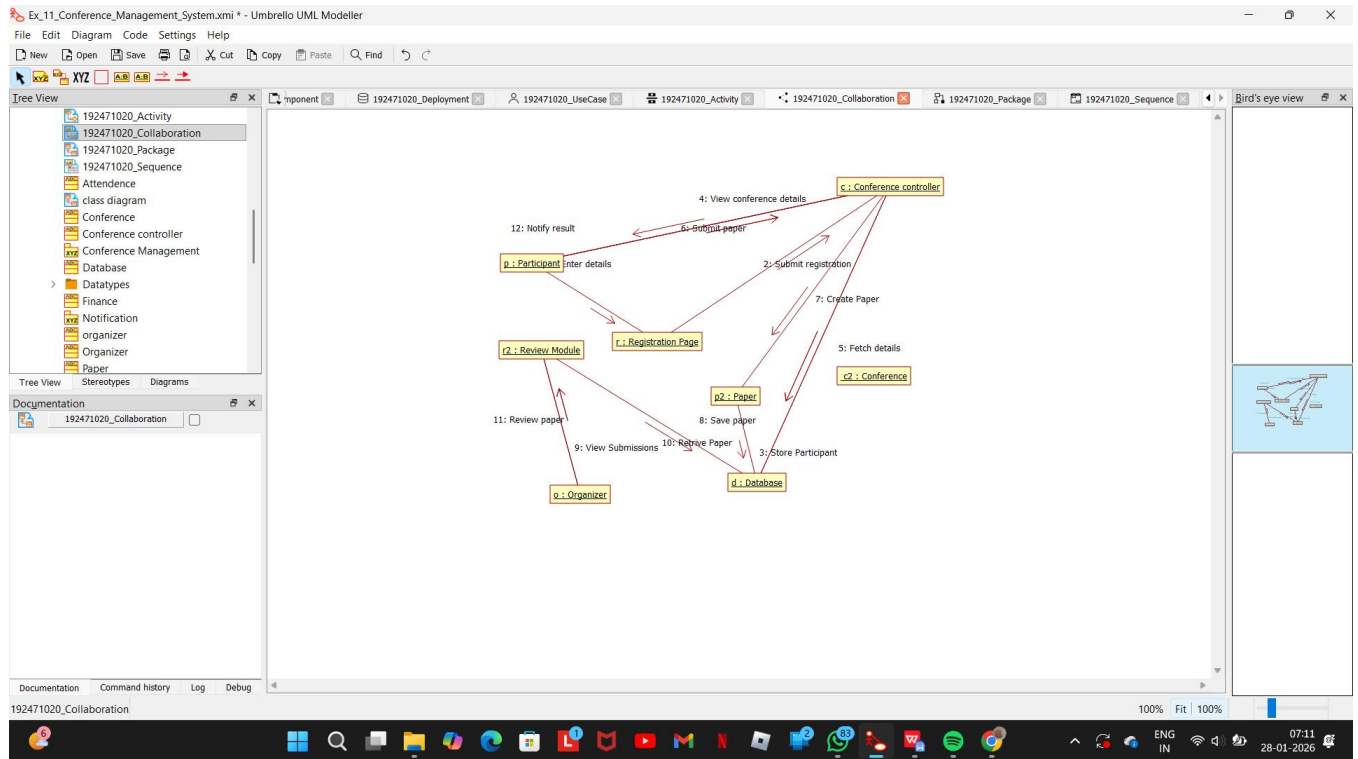 Ex_11_Conference_Management_System.xmi * - Umbrello UML Modeller
File Edit Diagram Code Settings Help
New Open Save Cut Copy Paste Find
XYZ XYZ A:B A:B
Tree View
mponent 192471020_Deployment 192471020_UseCase 192471020_Activity 192471020_Collaboration 192471020_Package 192471020_Sequence
Bird's eye view
192471020_Activity
192471020_Collaboration
192471020_Package
192471020_Sequence
Attendence
class diagram
Conference
Conference controller
Conference Management
Database
Datatypes
Finance
Notification
organizer
Organizer
Paper
Tree View Stereotypes Diagrams
Documentation
192471020_Collaboration
c : Conference controller
4: View conference details
12: Notify result
6: Submit paper
p : Participant
Enter details
2: Submit registration
7: Create Paper
r : Registration Page
r2 : Review Module
5: Fetch details
c2 : Conference
p2 : Paper
11: Review paper
8: Save paper
9: View Submissions
10: Retrive Paper
3: Store Participant
d : Database
o : Organizer
Documentation Command history Log Debug
192471020_Collaboration
100% Fit 100%
6
L 1
2
83
W
ENG
IN
07:11
28-01-2026